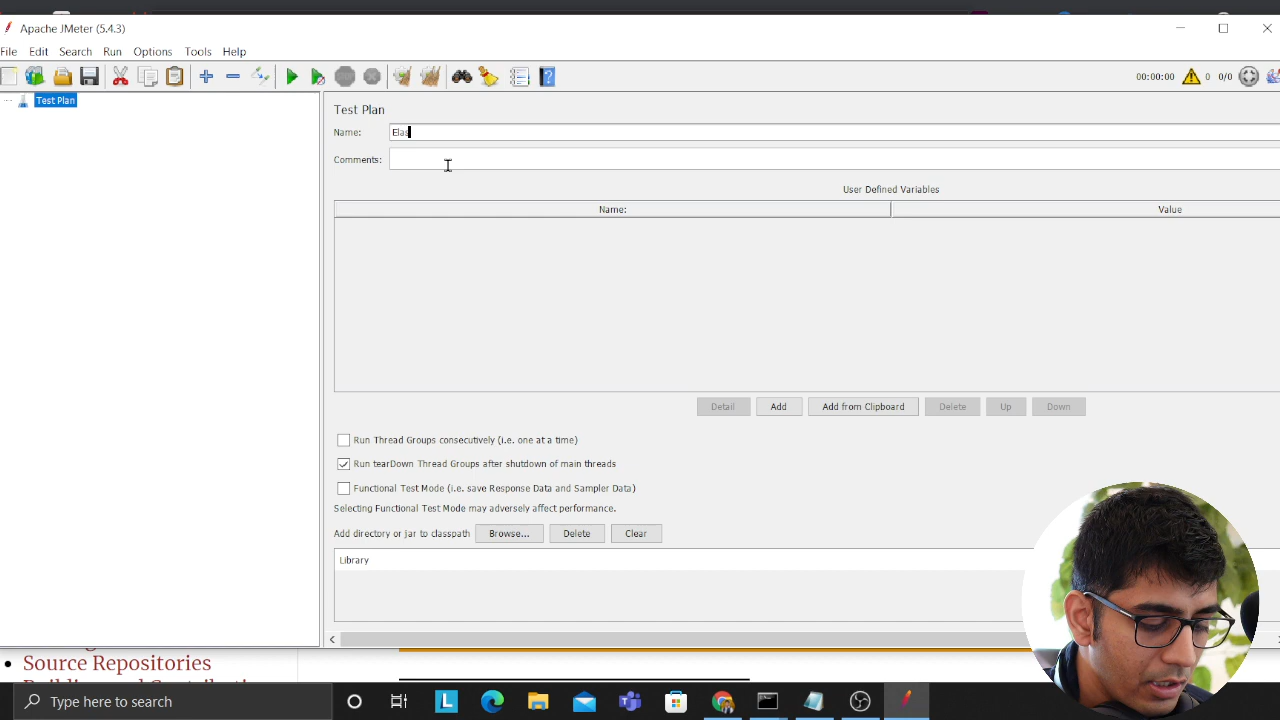 Apache JMeter (5.4.3)
File Edit Search Run Options Tools Help
00:00:00 0 0/0
Test Plan
Test Plan
Name: Elas
Comments:
User Defined Variables
Name: Value
Detail Add Add from Clipboard Delete Up Down
Run Thread Groups consecutively (i.e. one at a time)
Run tearDown Thread Groups after shutdown of main threads
Functional Test Mode (i.e. save Response Data and Sampler Data)
Selecting Functional Test Mode may adversely affect performance.
Add directory or jar to classpath Browse... Delete Clear
Library
Source Repositories
Type here to search